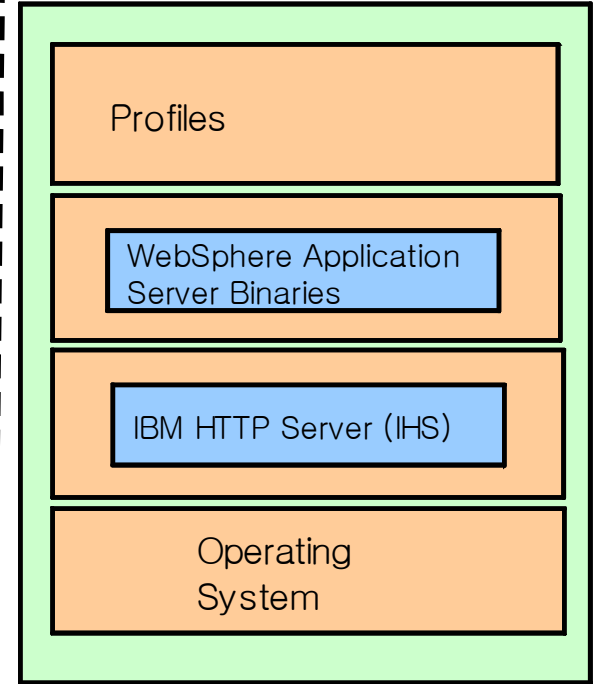 Profiles
WebSphere Application
Server Binaries
IBM HTTP Server (IHS)
Operating
System